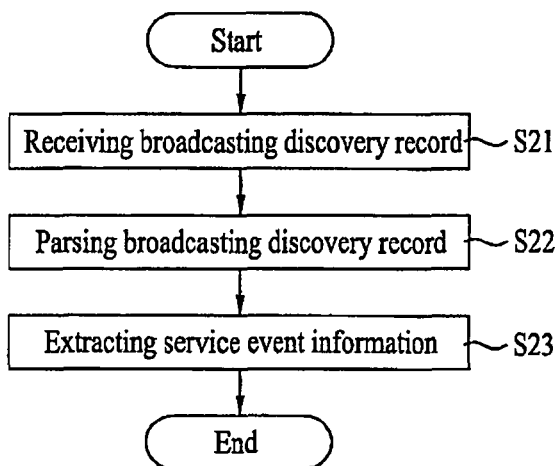 Start
Receiving broadcasting discovery record S21
Parsing broadcasting discovery record S22
Extracting service event information S23
End